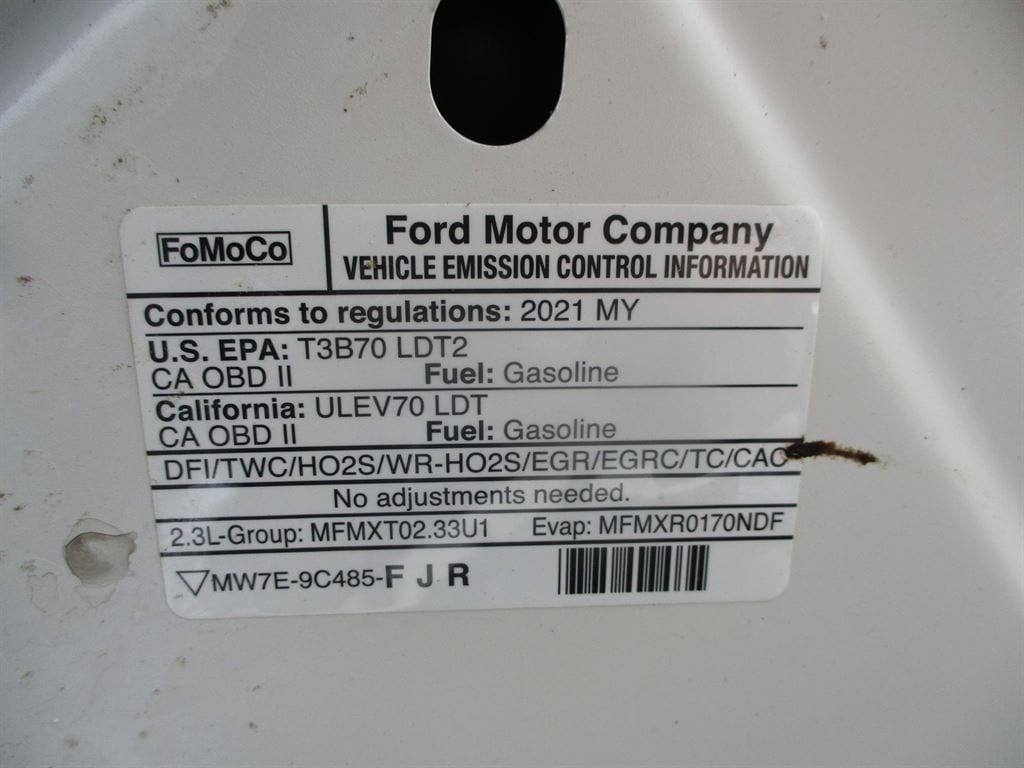 FoMoCo
Ford Motor Company
VEHICLE EMISSION CONTROL INFORMATION
Conforms to regulations: 2021 MY
U.S. EPA: T3B70 LDT2
CA OBD II Fuel: Gasoline
California: ULEV70 LDT
CA OBD II Fuel: Gasoline
DFI/TWC/HO2S/WR-HO2S/EGR/EGRC/TC/CAC
No adjustments needed.
2.3L-Group: MFMXT02.33U1 Evap: MFMXR0170NDF
MW7E-9C485-F J R